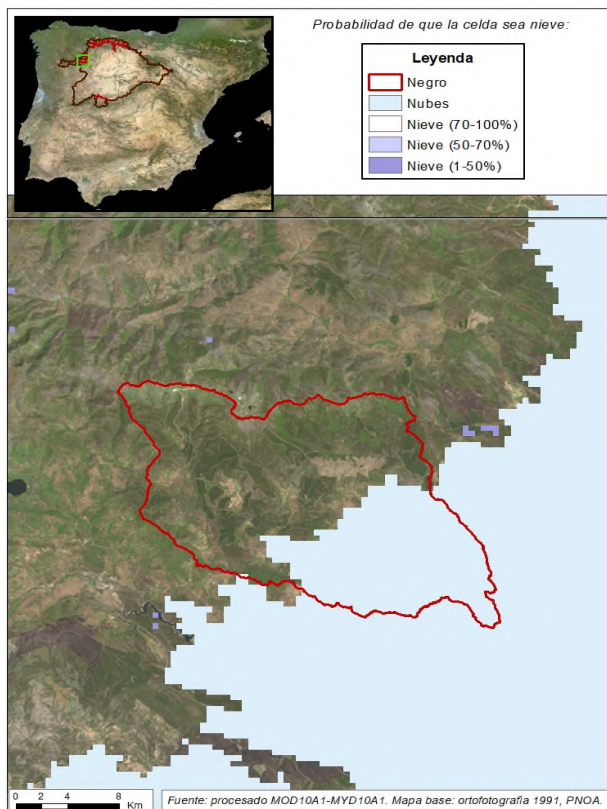 Probabilidad de que la celda sea nieve:
Leyenda
Negro
Nubes
Nieve (70-100%)
Nieve (50-70%)
Nieve (1-50%)
0 2 4 8
Km
Fuente: procesado MOD10A1-MYD10A1. Mapa base: ortofotografia 1991, PNOA